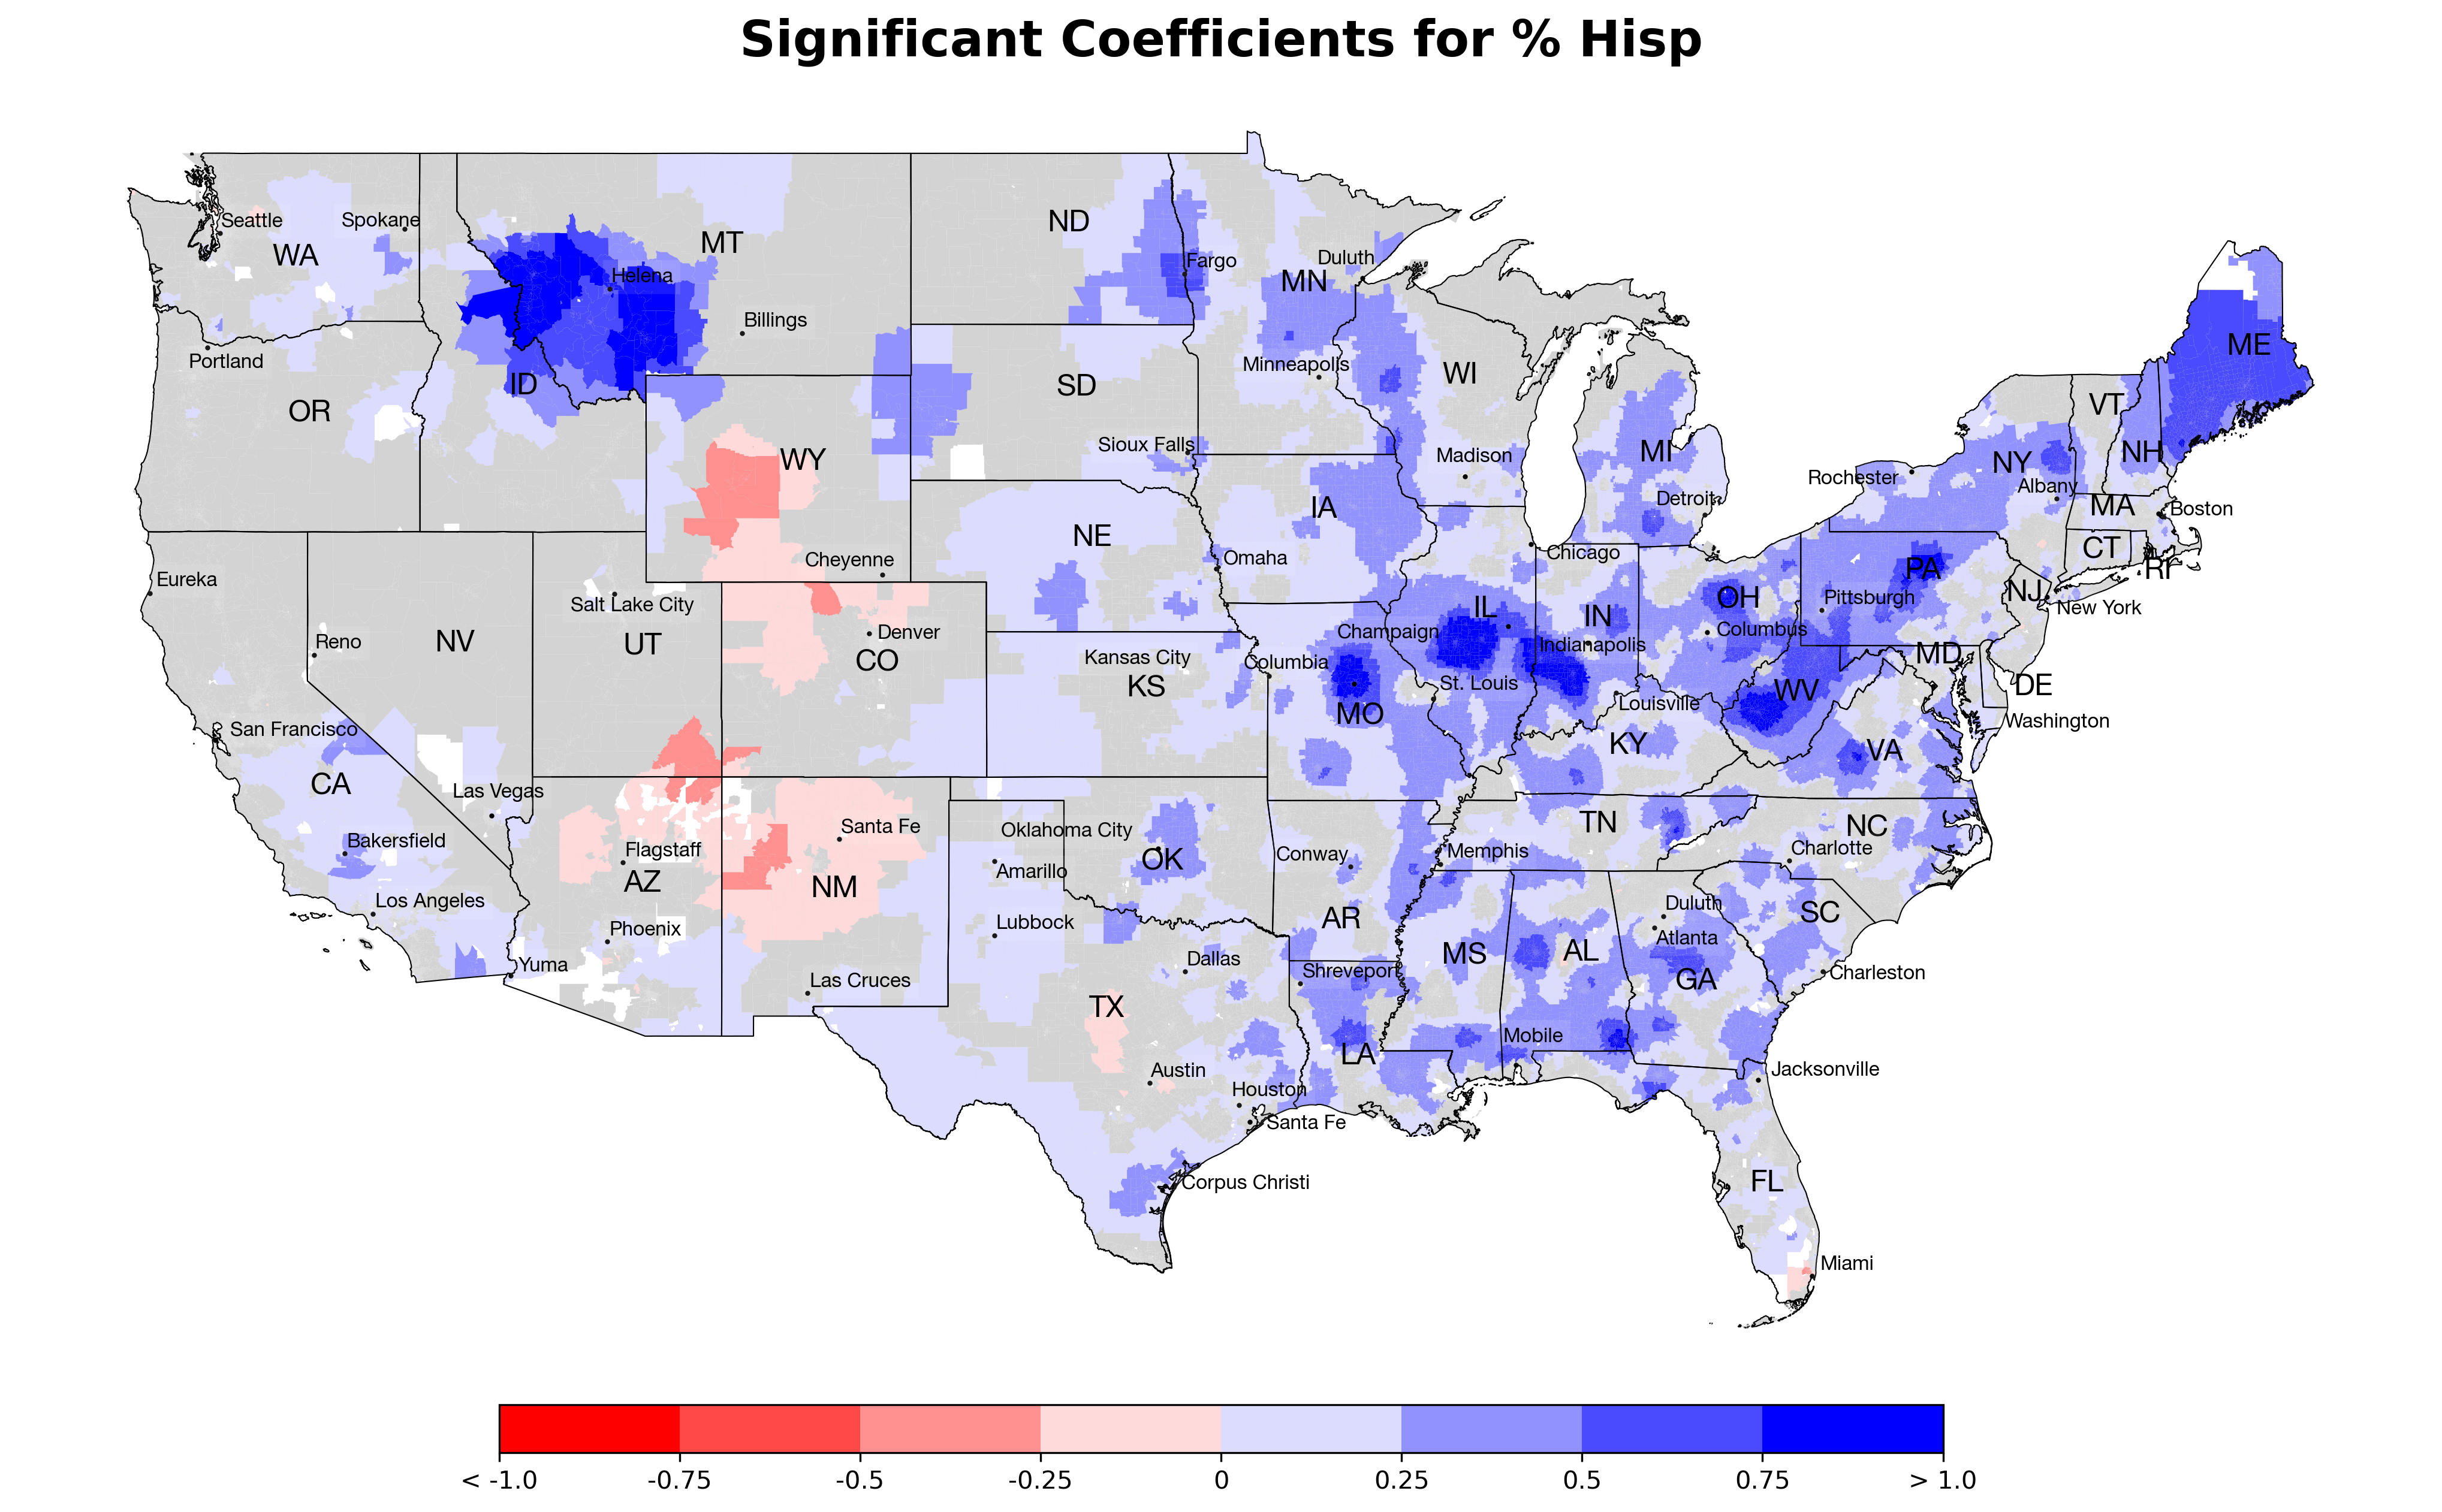 Significant Coefficients for % Hisp
Seattle
Spokane
WA
MT
ND
Fargo
Duluth
MN
Helena
Billings
Portland
ID
OR
SD
Minneapolis
WI
ME
VT
NH
WY
Sioux Falls
Madison
MI
NY
Rochester
Albany
MA
Boston
Detroit
IA
NE
Cheyenne
Omaha
Chicago
CT
RI
Eureka
Salt Lake City
PA
NJ
New York
OH
Pittsburgh
IL
IN
Reno
NV
UT
Denver
CO
Champaign
Indianapolis
Columbus
Kansas City
KS
Columbia
MD
DE
St. Louis
WV
Louisville
Washington
MO
San Francisco
KY
VA
CA
Las Vegas
Bakersfield
Santa Fe
Oklahoma City
TN
NC
Flagstaff
OK
Conway
Memphis
Charlotte
AZ
NM
Amarillo
Los Angeles
Lubbock
AR
Duluth
SC
Phoenix
Atlanta
MS
AL
Yuma
Dallas
Shreveport
GA
Charleston
Las Cruces
TX
Mobile
LA
Austin
Jacksonville
Houston
Santa Fe
Corpus Christi
FL
Miami
< -1.0 -0.75 -0.5 -0.25 0 0.25 0.5 0.75 > 1.0